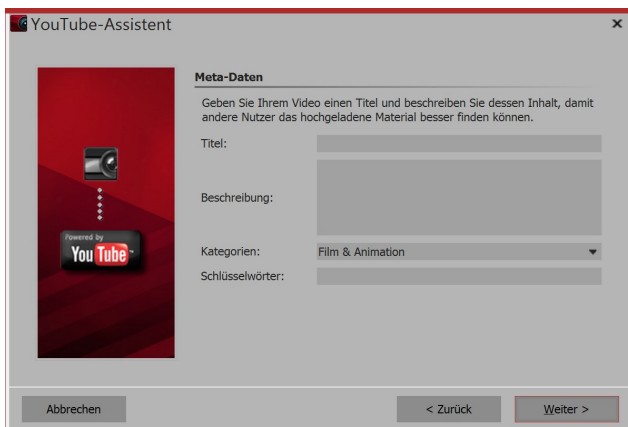 YouTube-Assistent
Meta-Daten
Geben Sie Ihrem Video einen Titel und beschreiben Sie dessen Inhalt, damit
andere Nutzer das hochgeladene Material besser finden können.
Titel:
Beschreibung:
Powered by
YouTube
Kategorien: Film & Animation
Schlüsselwörter:
Abbrechen < Zurück Weiter >